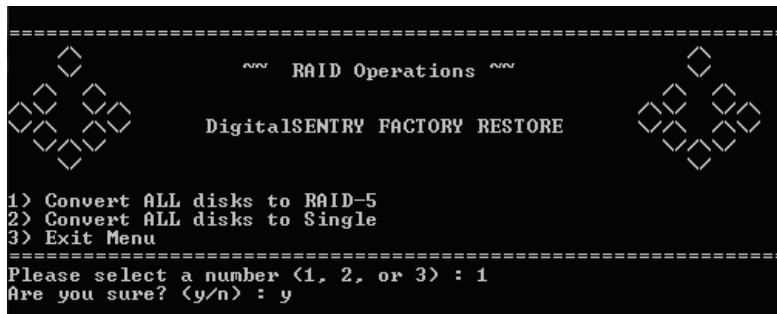 ==============================================================
~~ RAID Operations ~~
DigitalSENTRY FACTORY RESTORE
1) Convert ALL disks to RAID-5
2) Convert ALL disks to Single
3) Exit Menu
==============================================================
Please select a number (1, 2, or 3) : 1
Are you sure? (y/n) : y